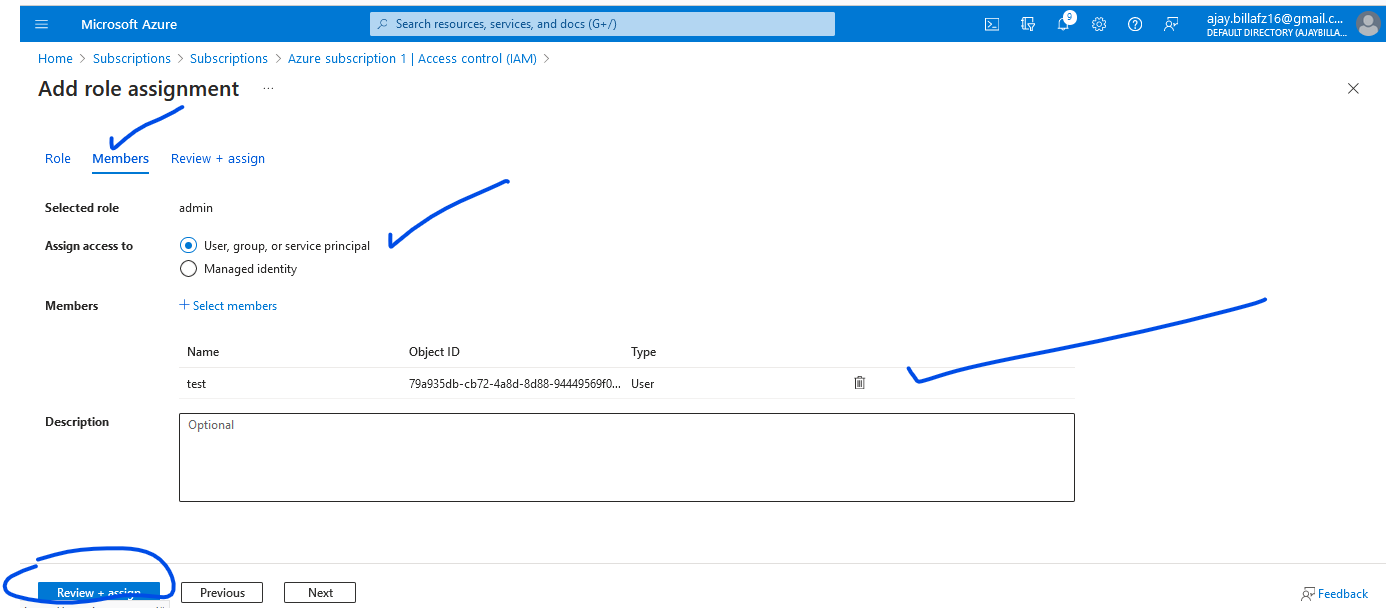 Microsoft Azure
Search resources, services, and docs (G+/)
9
ajay.billafz16@gmail.c...
DEFAULT DIRECTORY (AJAYBILLA...
Home > Subscriptions > Subscriptions > Azure subscription 1 | Access control (IAM) >
Add role assignment ...
Role Members Review + assign
Selected role admin
Assign access to User, group, or service principal
Managed identity
Members + Select members
Name Object ID Type
test 79a935db-cb72-4a8d-8d88-94449569f0... User
Description Optional
Review + assign Previous Next
Feedback